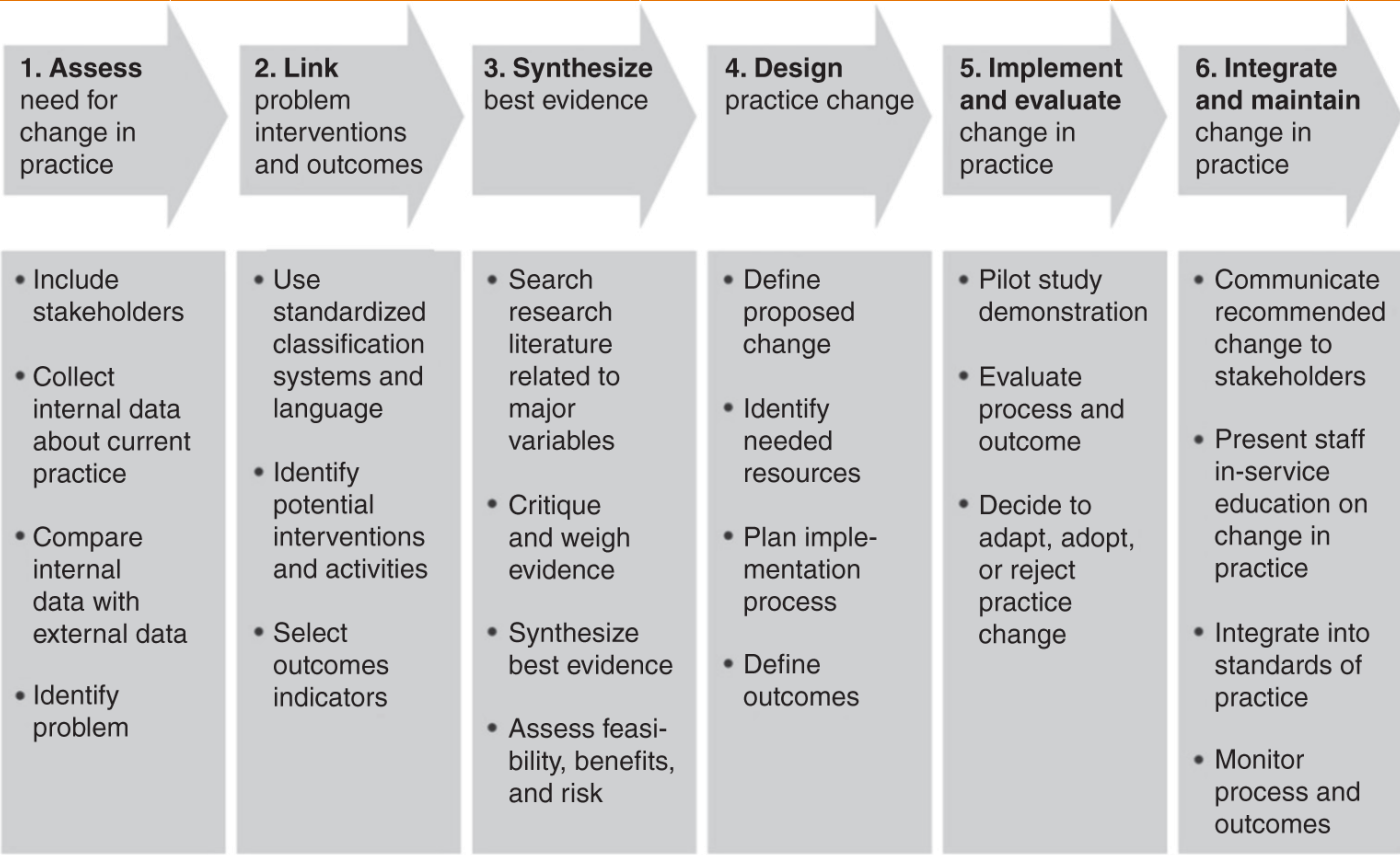 1. Assess
need for
change in
practice
2. Link
problem
interventions
and outcomes
3. Synthesize
best evidence
4. Design
practice change
5. Implement
and evaluate
change in
practice
6. Integrate
and maintain
change in
practice
• Include
stakeholders
• Collect
internal data
about current
practice
• Compare
internal
data with
external data
• Identify
problem
• Use
standardized
classification
systems and
language
• Identify
potential
interventions
and activities
• Select
outcomes
indicators
• Search
research
literature
related to
major
variables
• Critique
and weigh
evidence
• Synthesize
best evidence
• Assess feasi-
bility, benefits,
and risk
• Define
proposed
change
• Identify
needed
resources
• Plan imple-
mentation
process
• Define
outcomes
• Pilot study
demonstration
• Evaluate
process and
outcome
• Decide to
adapt, adopt,
or reject
practice
change
• Communicate
recommended
change to
stakeholders
• Present staff
in-service
education on
change in
practice
• Integrate into
standards of
practice
• Monitor
process and
outcomes